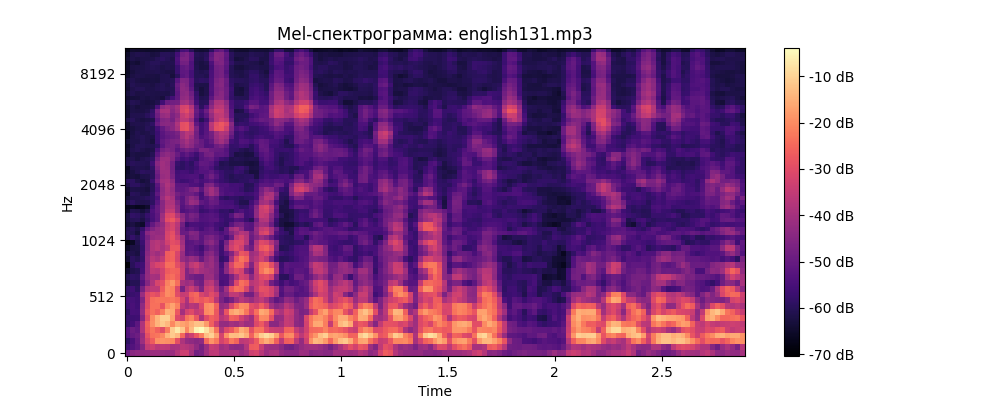 Mel-спектрограмма: english131.mp3
8192
4096
2048
1024
512
0
Hz
0 0.5 1 1.5 2 2.5
Time
-10 dB
-20 dB
-30 dB
-40 dB
-50 dB
-60 dB
-70 dB